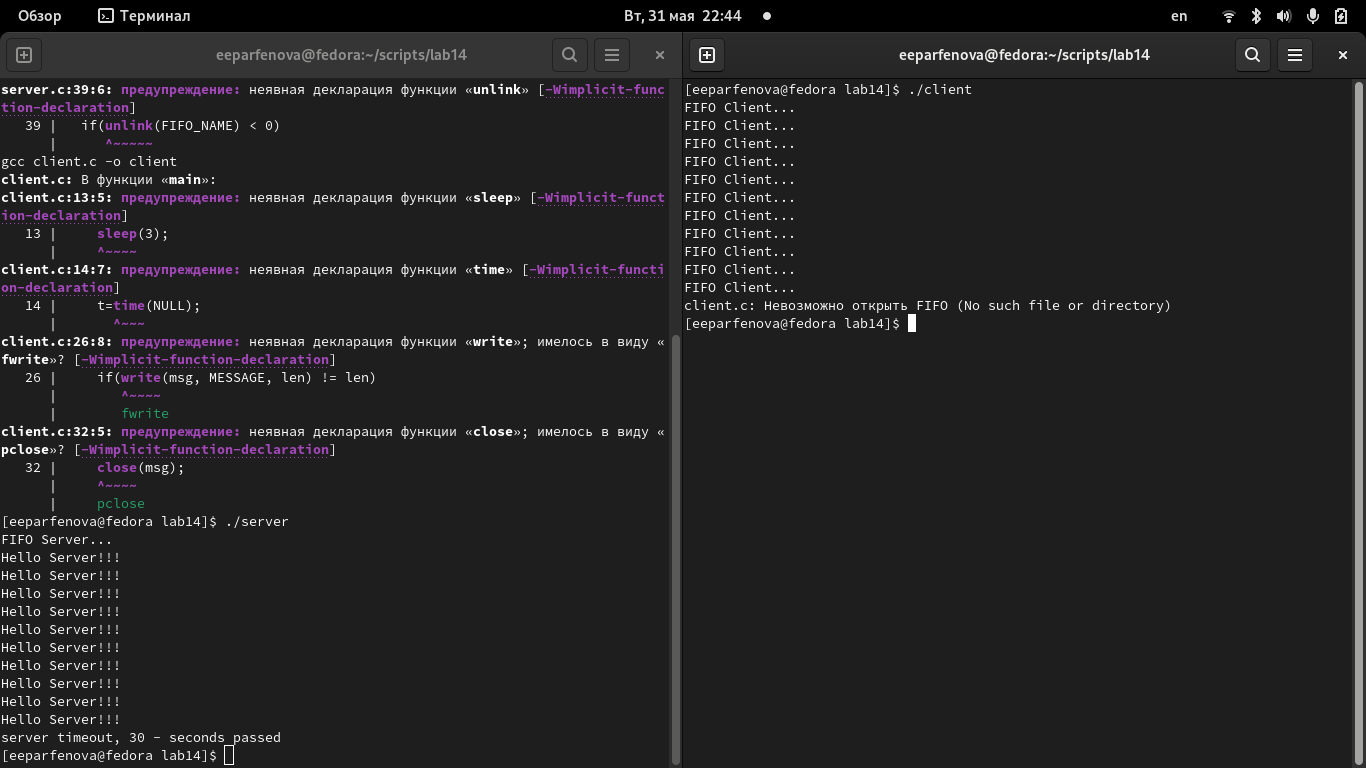 Обзор
Терминал
Вт, 31 мая 22:44
en
eeparfenova@fedora:~/scripts/lab14
server.c:39:6: предупреждение: неявная декларация функции «unlink» [-Wimplicit-func
tion-declaration]
39 | if(unlink(FIFO_NAME) < 0)
| ^~~~~~
gcc client.c -o client
client.c: В функции «main»:
client.c:13:5: предупреждение: неявная декларация функции «sleep» [-Wimplicit-funct
ion-declaration]
13 | sleep(3);
| ^~~~~
client.c:14:7: предупреждение: неявная декларация функции «time» [-Wimplicit-functi
on-declaration]
14 | t=time(NULL);
| ^~~~
client.c:26:8: предупреждение: неявная декларация функции «write»; имелось в виду «
fwrite»? [-Wimplicit-function-declaration]
26 | if(write(msg, MESSAGE, len) != len)
| ^~~~~
| fwrite
client.c:32:5: предупреждение: неявная декларация функции «close»; имелось в виду «
pclose»? [-Wimplicit-function-declaration]
32 | close(msg);
| ^~~~~
| pclose
[eeparfenova@fedora lab14]$ ./server
FIFO Server...
Hello Server!!!
Hello Server!!!
Hello Server!!!
Hello Server!!!
Hello Server!!!
Hello Server!!!
Hello Server!!!
Hello Server!!!
Hello Server!!!
Hello Server!!!
server timeout, 30 - seconds passed
[eeparfenova@fedora lab14]$
eeparfenova@fedora:~/scripts/lab14
[eeparfenova@fedora lab14]$ ./client
FIFO Client...
FIFO Client...
FIFO Client...
FIFO Client...
FIFO Client...
FIFO Client...
FIFO Client...
FIFO Client...
FIFO Client...
FIFO Client...
FIFO Client...
client.c: Невозможно открыть FIFO (No such file or directory)
[eeparfenova@fedora lab14]$